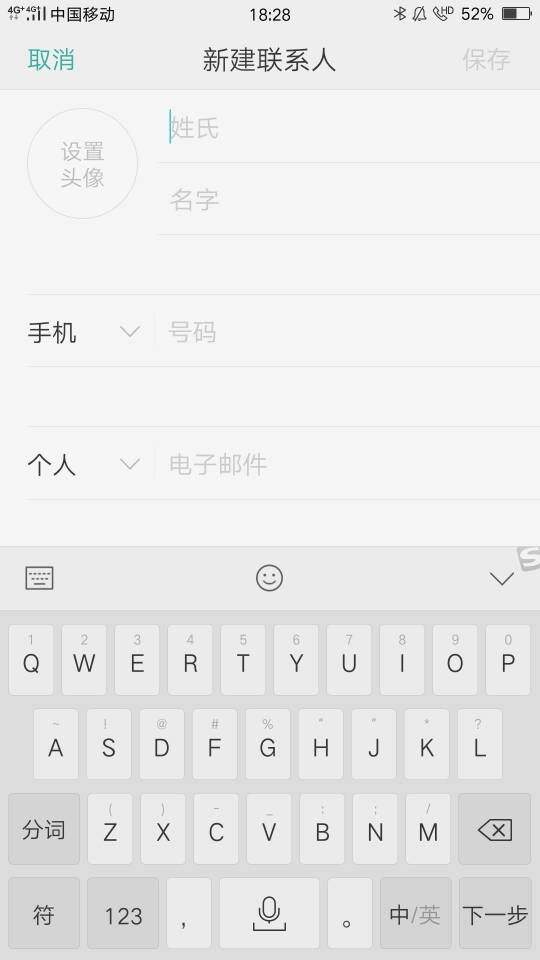 4G+ 4G+ 中国移动 18:28 HD 52%
取消 新建联系人 保存
设置
头像
姓氏
名字
手机 号码
个人 电子邮件
S
1 2 3 4 5 6 7 8 9 0
Q W E R T Y U I O P
~ ! @ # % “ ” * ?
A S D F G H J K L
( ) - _ : ; /
分词 Z X C V B N M
符 123 , 。 中/英 下一步